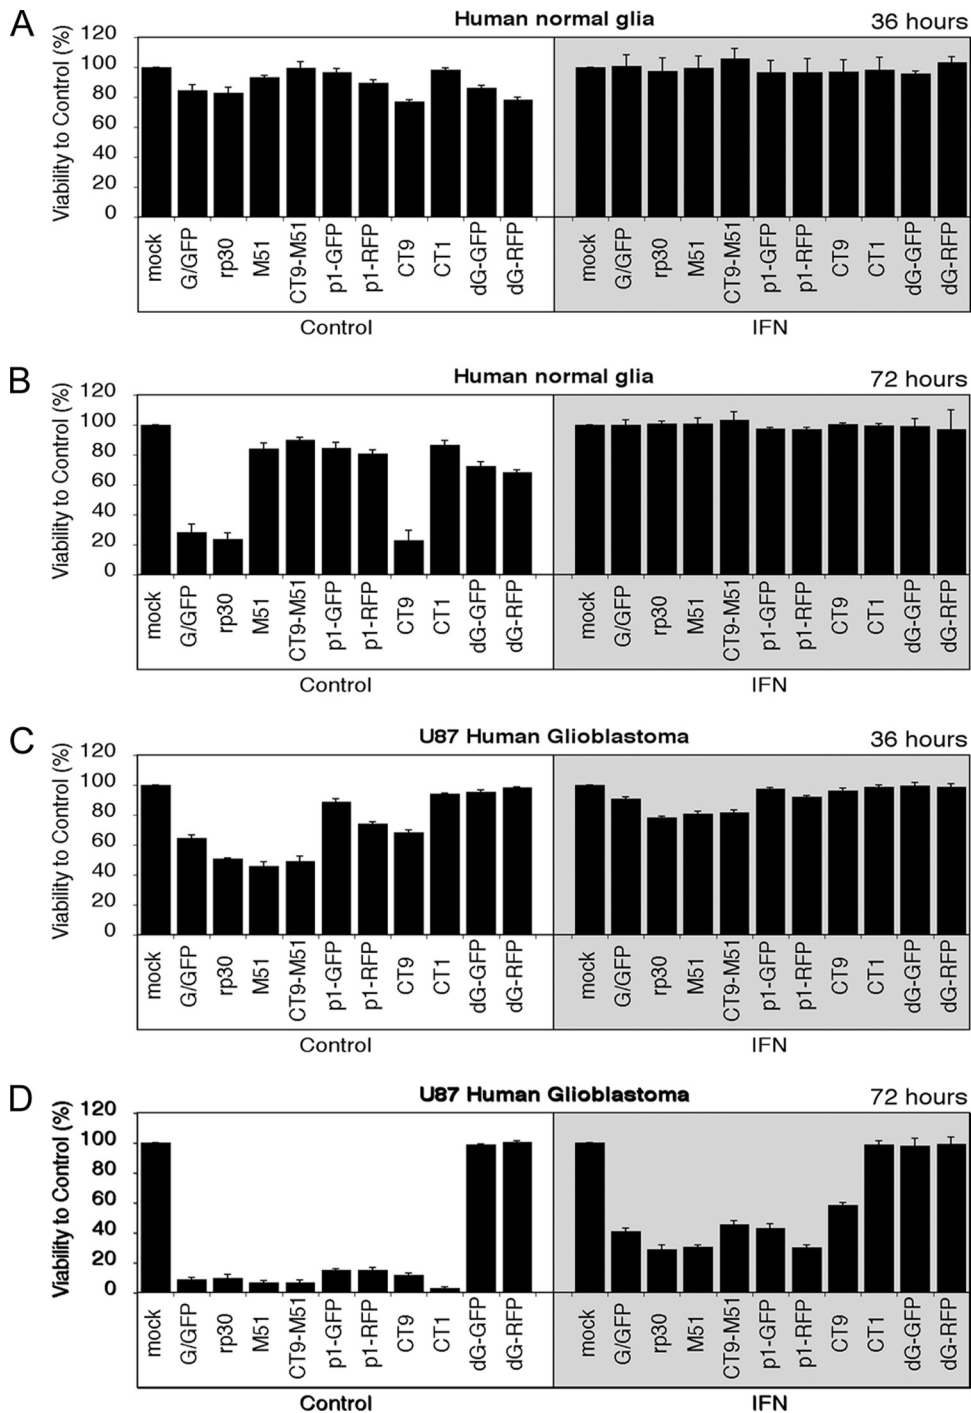 A
Human normal glia
36 hours
Viability to Control (%)
120
100
80
60
40
20
0
mock G/GFP rp30 M51 CT9-M51 p1-GFP p1-RFP CT9 CT1 dG-GFP dG-RFP
mock G/GFP rp30 M51 CT9-M51 p1-GFP p1-RFP CT9 CT1 dG-GFP dG-RFP
Control
IFN
B
Human normal glia
72 hours
Viability to Control (%)
120
100
80
60
40
20
0
mock G/GFP rp30 M51 CT9-M51 p1-GFP p1-RFP CT9 CT1 dG-GFP dG-RFP
mock G/GFP rp30 M51 CT9-M51 p1-GFP p1-RFP CT9 CT1 dG-GFP dG-RFP
Control
IFN
C
U87 Human Glioblastoma
36 hours
Viability to Control (%)
120
100
80
60
40
20
0
mock G/GFP rp30 M51 CT9-M51 p1-GFP p1-RFP CT9 CT1 dG-GFP dG-RFP
mock G/GFP rp30 M51 CT9-M51 p1-GFP p1-RFP CT9 CT1 dG-GFP dG-RFP
Control
IFN
D
U87 Human Glioblastoma
72 hours
Viability to Control (%)
120
100
80
60
40
20
0
mock G/GFP rp30 M51 CT9-M51 p1-GFP p1-RFP CT9 CT1 dG-GFP dG-RFP
mock G/GFP rp30 M51 CT9-M51 p1-GFP p1-RFP CT9 CT1 dG-GFP dG-RFP
Control
IFN